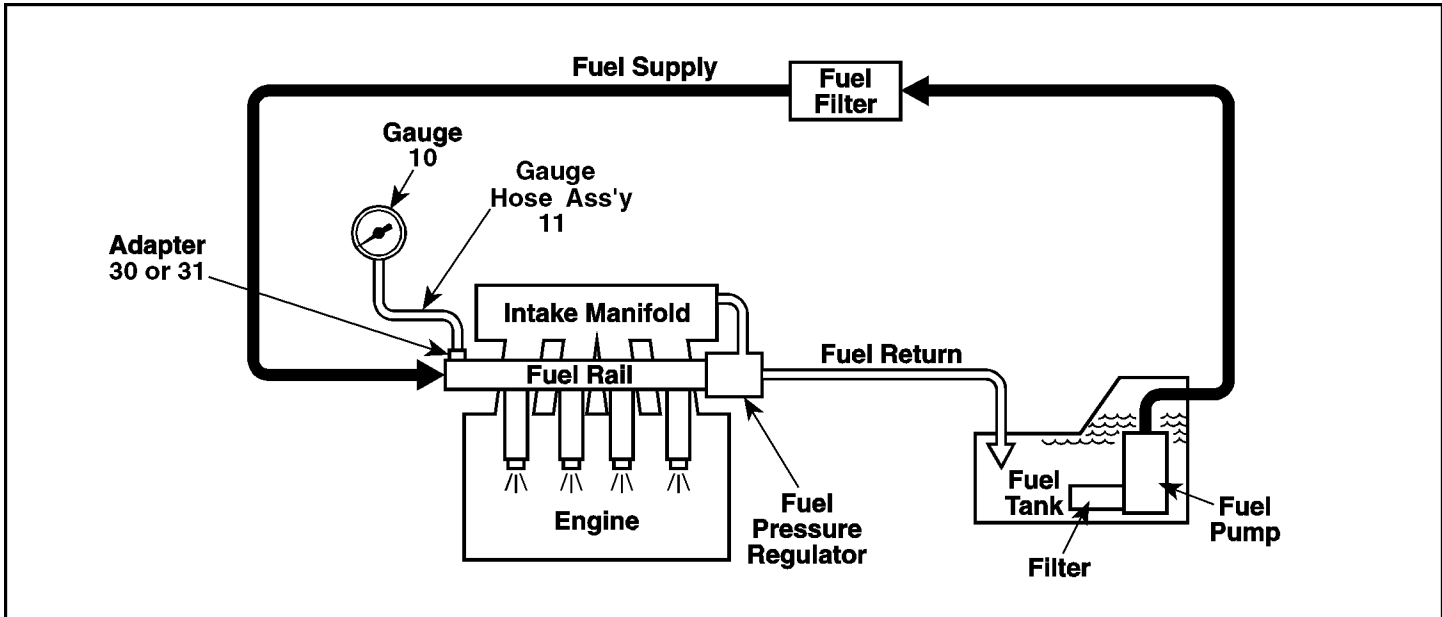 Fuel Supply
Fuel
Filter
Gauge
10
Gauge
Hose Ass'y
11
Adapter
30 or 31
Intake Manifold
Fuel Return
Fuel Rail
Fuel
Tank
Fuel
Pressure
Regulator
Engine
Fuel
Pump
Filter